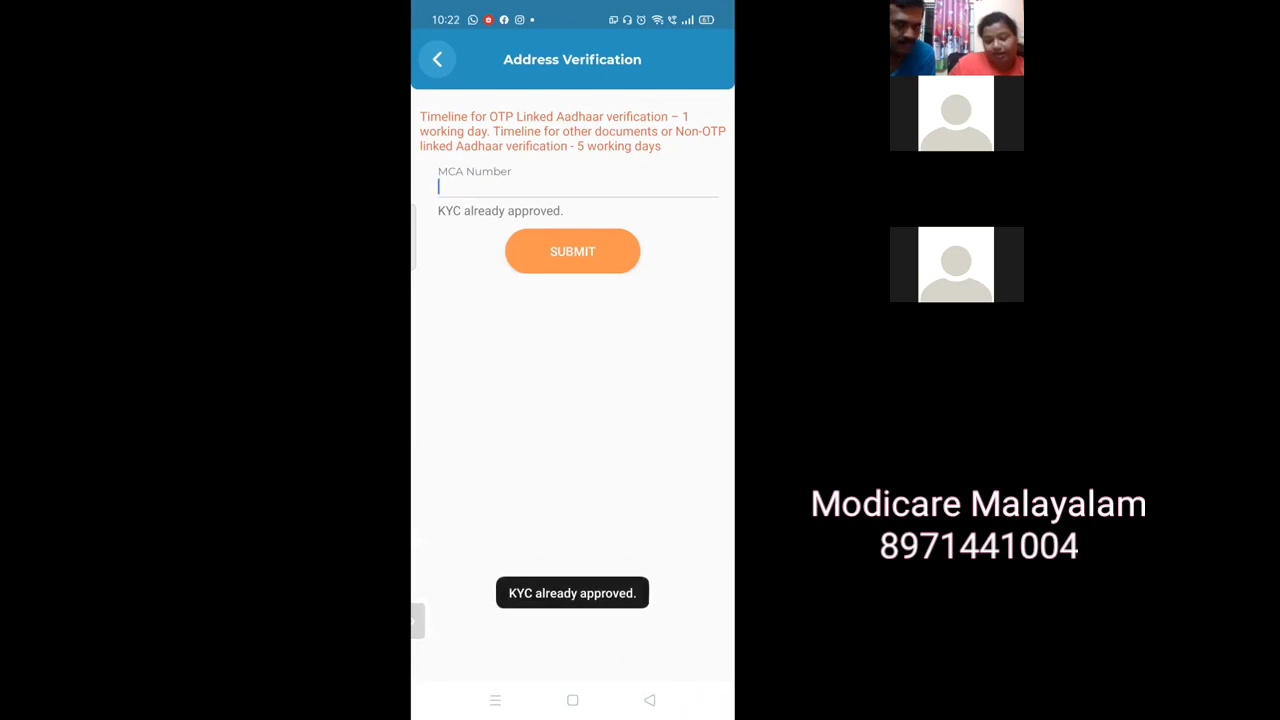 10:22
61
Address Verification
Timeline for OTP Linked Aadhaar verification – 1
working day. Timeline for other documents or Non-OTP
linked Aadhaar verification - 5 working days
MCA Number
KYC already approved.
SUBMIT
KYC already approved.
Modicare Malayalam
8971441004